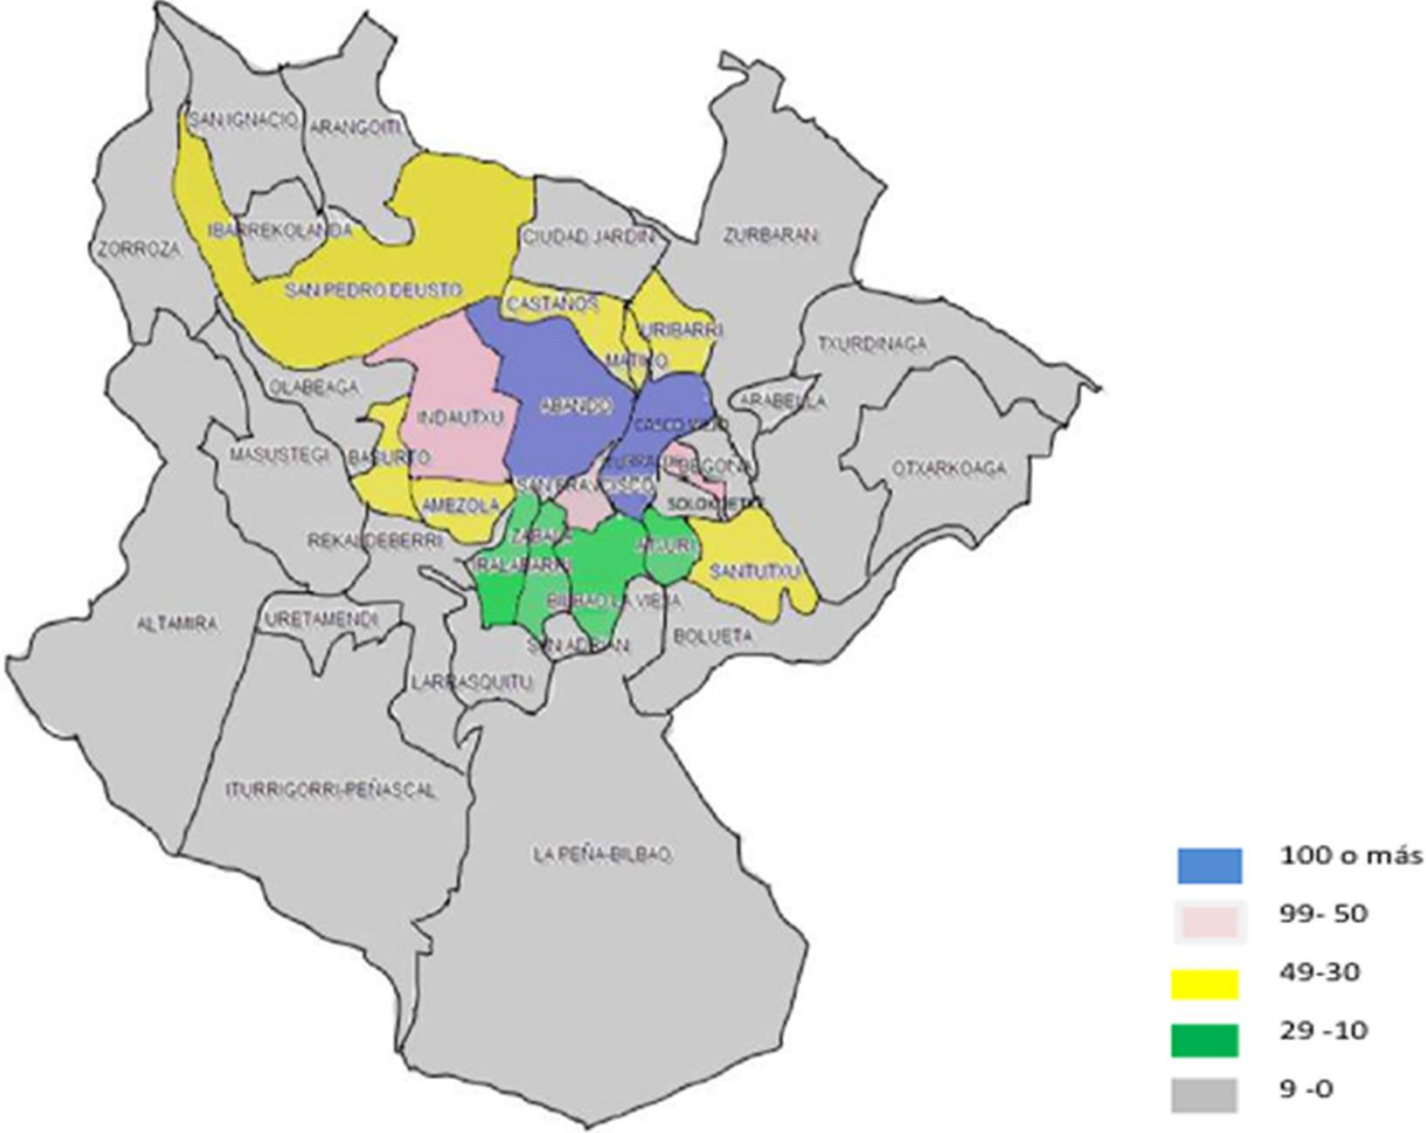 SAN IGNACIO
ARANGOITI
IBARREKOLANDA
ZORROZA
CIUDAD JARDIN
ZURBARAN
SAN PEDRO DEUSTO
CASTAÑOS
URIBARRI
TXURDINAGA
MATIKO
OLABEAGA
ARABELLA
INDAUTXU
ABANDO
CASCO VIEJO
MASUSTEGI
BASURTO
BEGOÑA
OTXARKOAGA
SAN FRANCISCO
AMEZOLA
SOLOKOETXE
REKALDEBERRI
ZABALA
ATXURI
IRALABARRI
SANTUTXU
BILBAO LA VIEJA
ALTAMIRA
URETAMENDI
SAN ADRIAN
BOLUETA
LARRASQUITU
ITURRIGORRI-PEÑASCAL
LA PEÑA-BILBAO
100 o más
99- 50
49-30
29 -10
9 -0